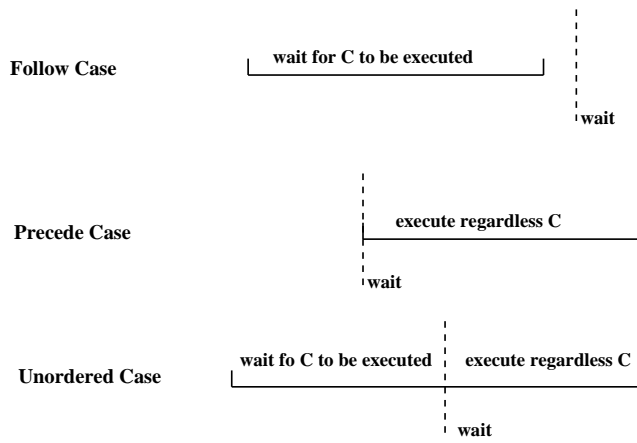 wait for C to be executed
Follow Case
wait
execute regardless C
Precede Case
wait
wait fo C to be executed execute regardless C
Unordered Case
wait